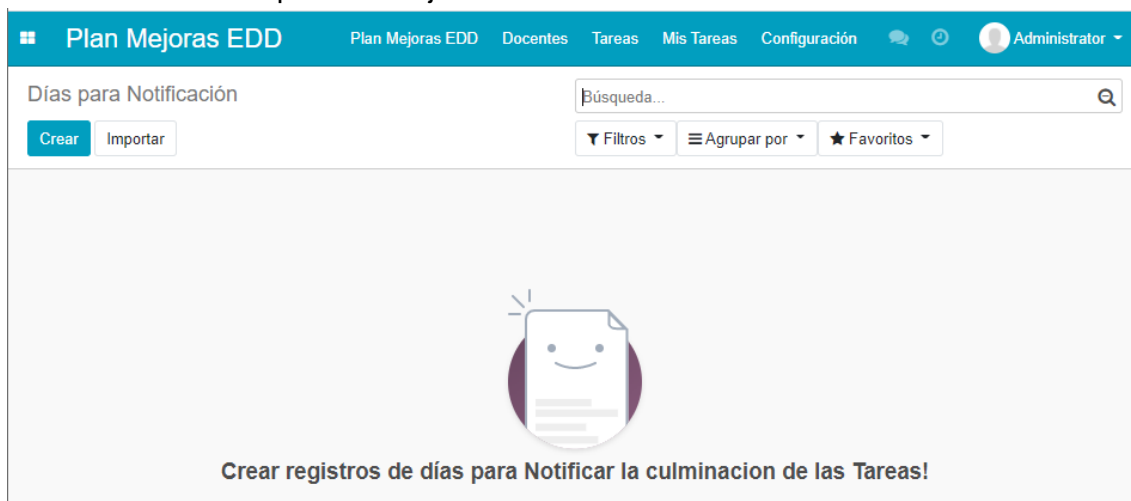 Plan Mejoras EDD Plan Mejoras EDD Docentes Tareas Mis Tareas Configuración Administrator
Días para Notificación Búsqueda...
Crear Importar Filtros Agrupar por Favoritos
Crear registros de días para Notificar la culminacion de las Tareas!